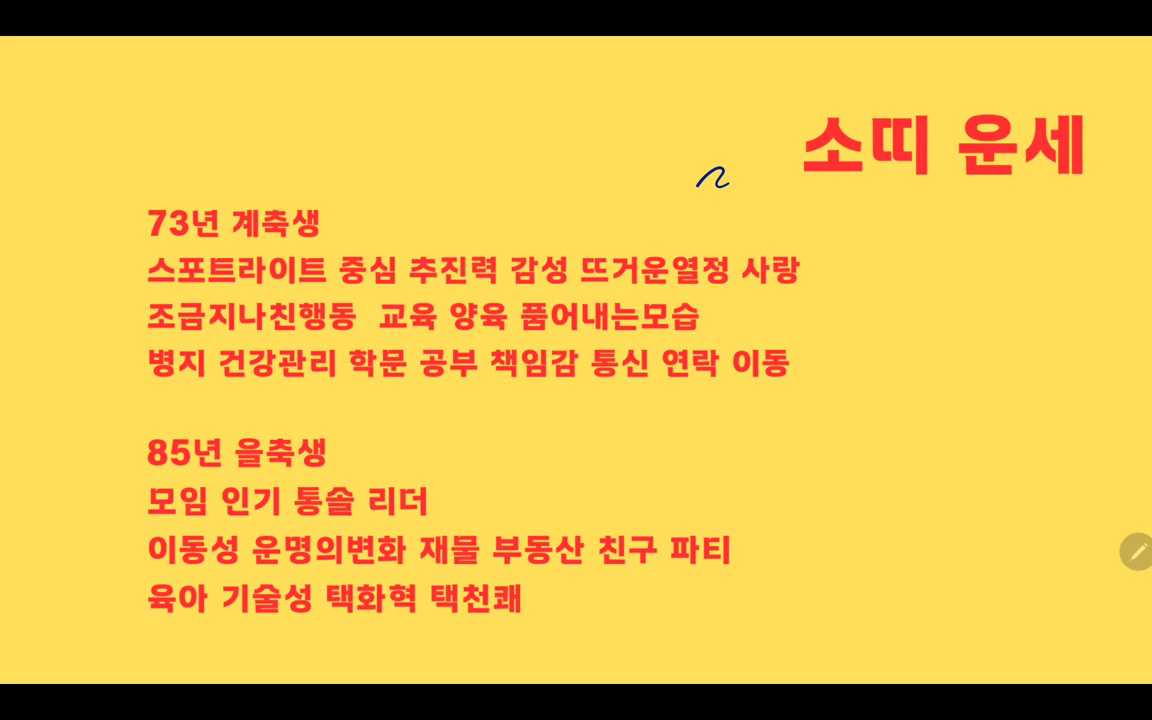 소띠 운세
73년 계축생
스포트라이트 중심 추진력 감성 뜨거운열정 사랑
조금지나친행동 교육 양육 품어내는모습
병지 건강관리 학문 공부 책임감 통신 연락 이동
85년 을축생
모임 인기 통솔 리더
이동성 운명의변화 재물 부동산 친구 파티
육아 기술성 택화혁 택천쾌